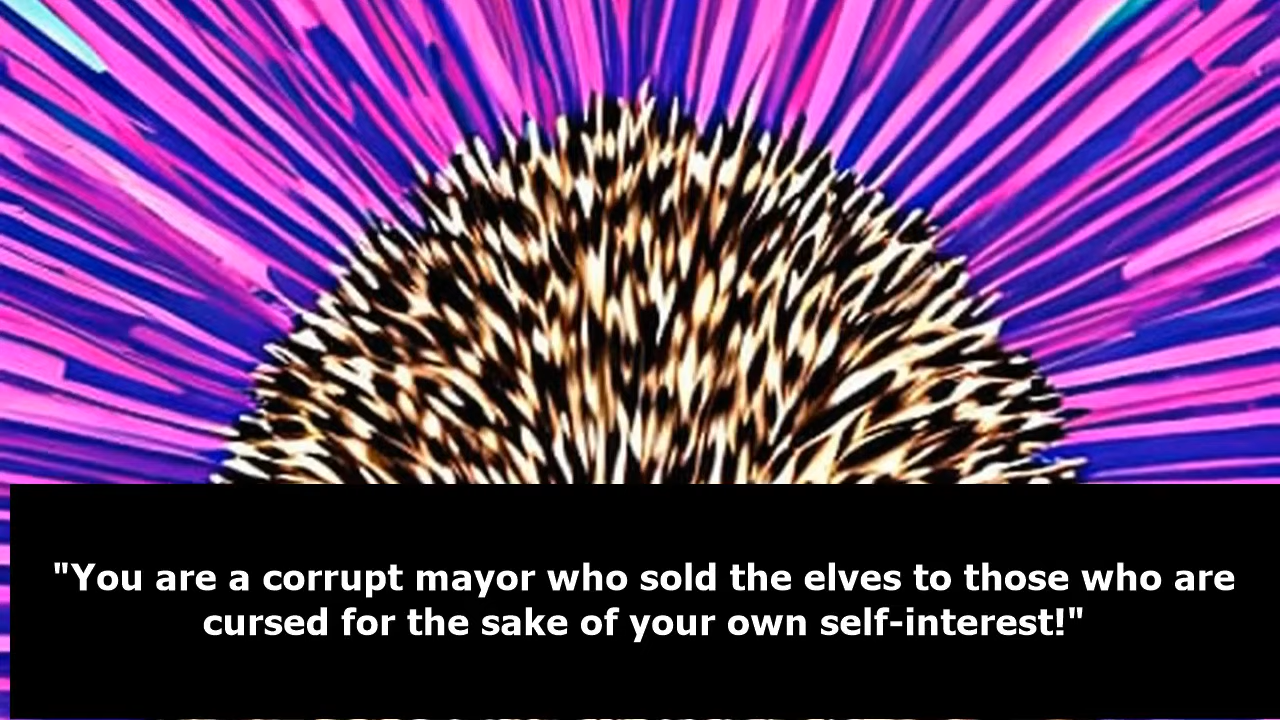 "You are a corrupt mayor who sold the elves to those who are
cursed for the sake of your own self-interest!"